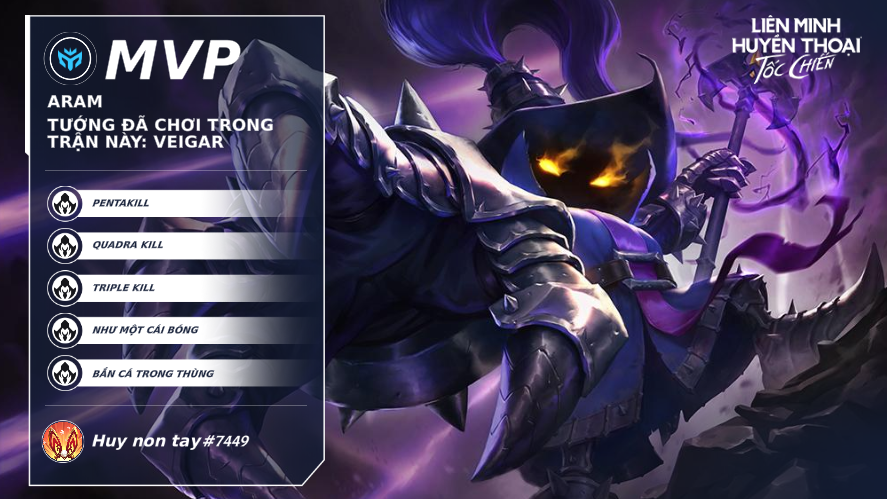 LIÊN MINH
HUYỀN THOẠI
TỐC CHIẾN
MVP
ARAM
TƯỚNG ĐÃ CHƠI TRONG
TRẬN NÀY: VEIGAR
PENTAKILL
QUADRA KILL
TRIPLE KILL
NHƯ MỘT CÁI BÓNG
BẮN CÁ TRONG THÙNG
Huy non tay#7449